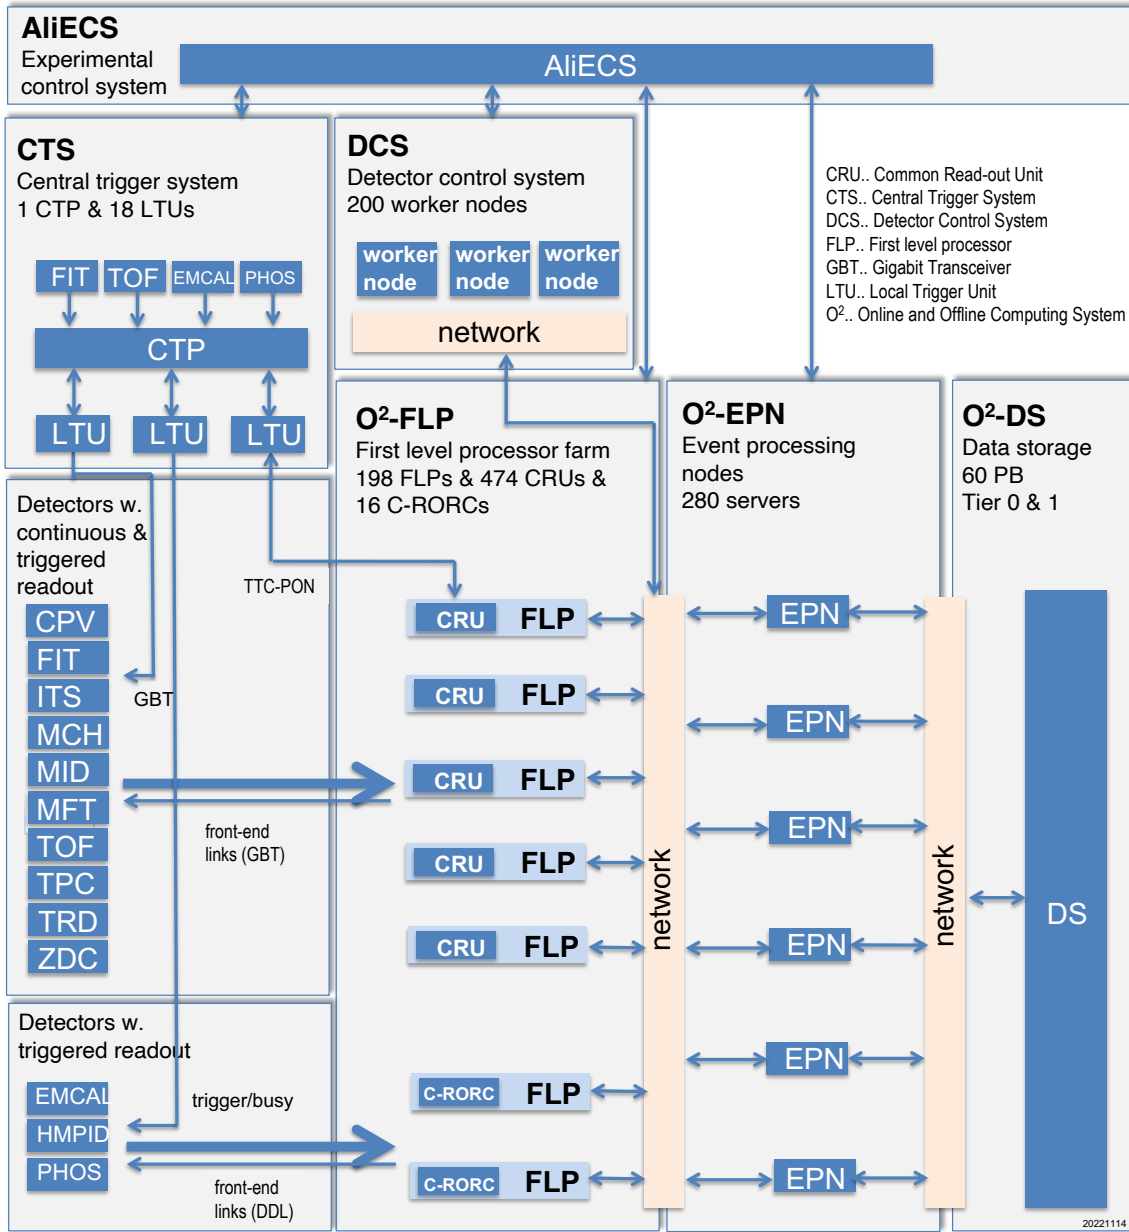 AliECS
Experimental
control system
AliECS
CTS
Central trigger system
1 CTP & 18 LTUs
FIT
TOF
EMCAL
PHOS
CTP
LTU
LTU
LTU
DCS
Detector control system
200 worker nodes
worker
node
worker
node
worker
node
network
CRU.. Common Read-out Unit
CTS.. Central Trigger System
DCS.. Detector Control System
FLP.. First level processor
GBT.. Gigabit Transceiver
LTU.. Local Trigger Unit
O².. Online and Offline Computing System
Detectors w.
continuous &
triggered
readout
CPV
FIT
ITS
MCH
MID
MFT
TOF
TPC
TRD
ZDC
GBT
TTC-PON
front-end
links (GBT)
Detectors w.
triggered readout
EMCAL
HMPID
PHOS
trigger/busy
front-end
links (DDL)
O²-FLP
First level processor farm
198 FLPs & 474 CRUs &
16 C-RORCs
CRU FLP
CRU FLP
CRU FLP
CRU FLP
CRU FLP
C-RORC FLP
C-RORC FLP
network
O²-EPN
Event processing
nodes
280 servers
EPN
EPN
EPN
EPN
EPN
EPN
network
O²-DS
Data storage
60 PB
Tier 0 & 1
DS
20221114